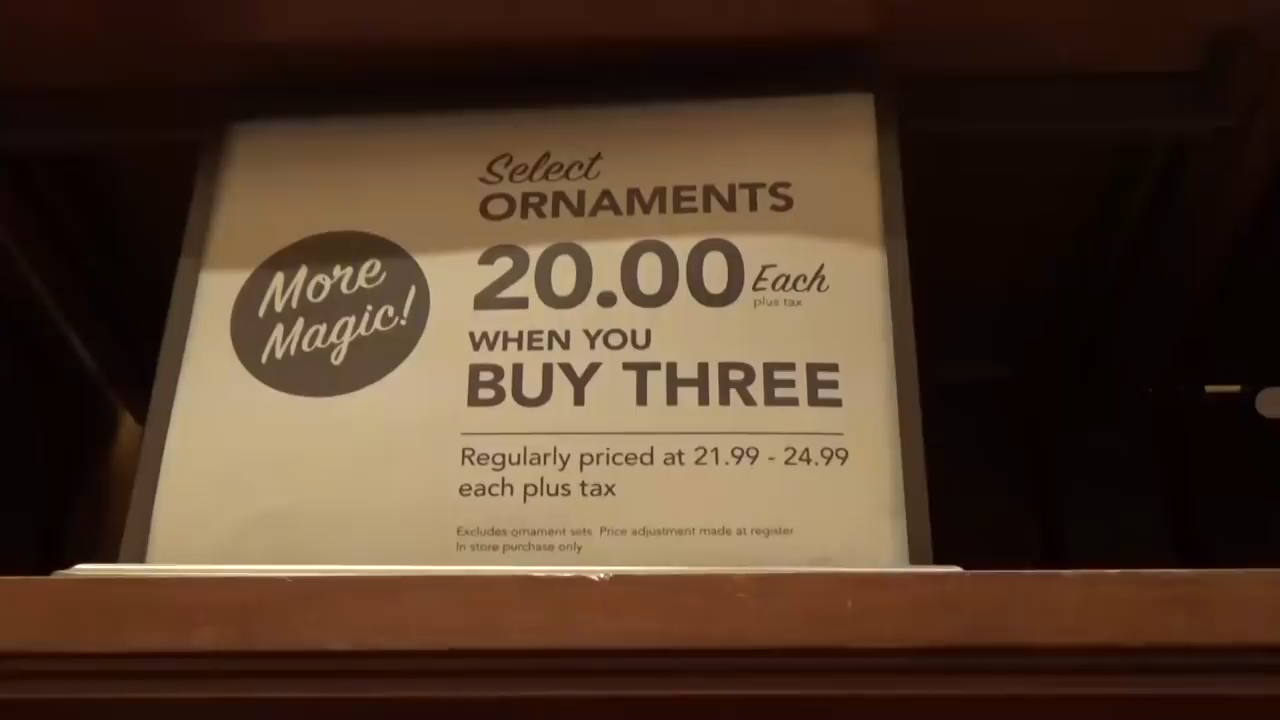 More
Magic!
Select
ORNAMENTS
20.00 Each
plus tax
WHEN YOU
BUY THREE
Regularly priced at 21.99 - 24.99
each plus tax
Excludes ornament sets Price adjustment made at register
In store purchase only